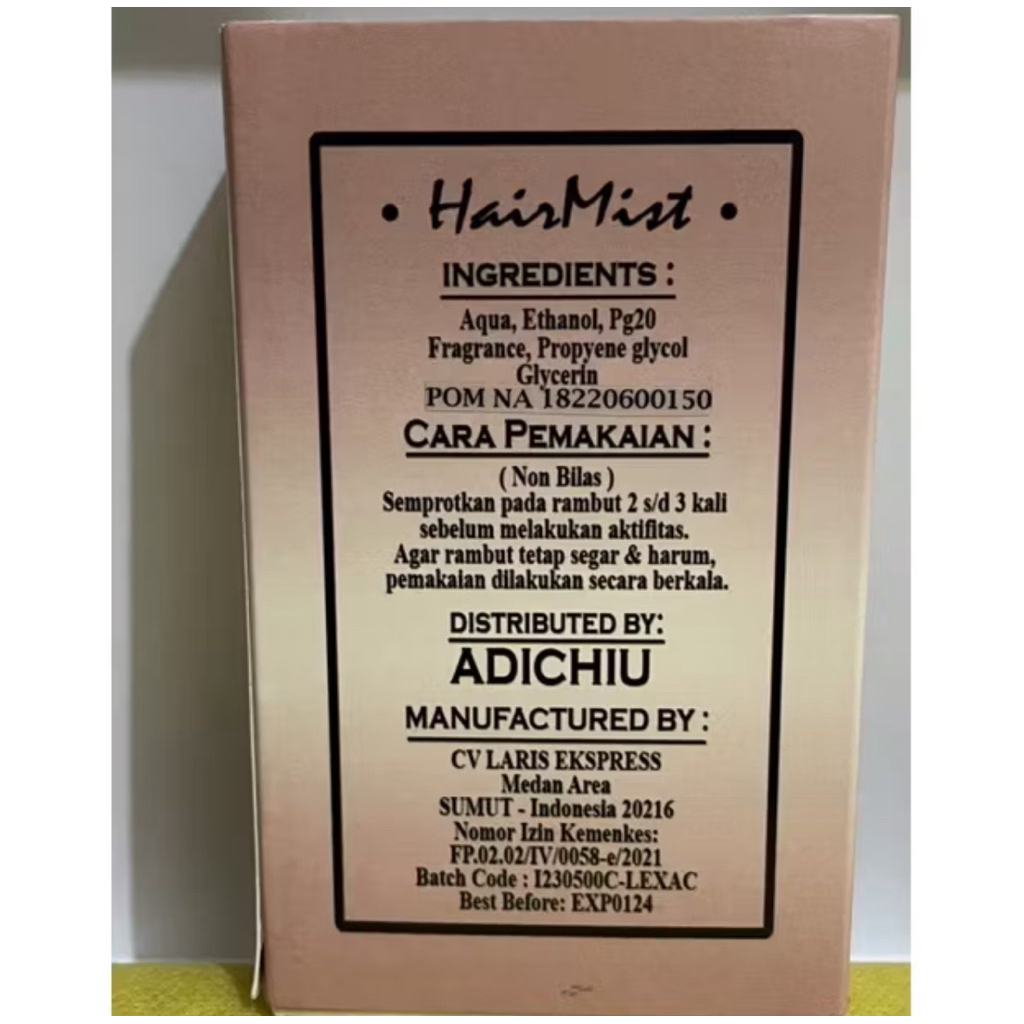 • HairMist •
INGREDIENTS :
Aqua, Ethanol, Pg20
Fragrance, Propyene glycol
Glycerin
POM NA 18220600150
CARA PEMAKAIAN :
( Non Bilas )
Semprotkan pada rambut 2 s/d 3 kali
sebelum melakukan aktifitas.
Agar rambut tetap segar & harum,
pemakaian dilakukan secara berkala.
DISTRIBUTED BY:
ADICHIU
MANUFACTURED BY :
CV LARIS EKSPRESS
Medan Area
SUMUT - Indonesia 20216
Nomor Izin Kemenkes:
FP.02.02/IV/0058-e/2021
Batch Code : I230500C-LEXAC
Best Before: EXP0124